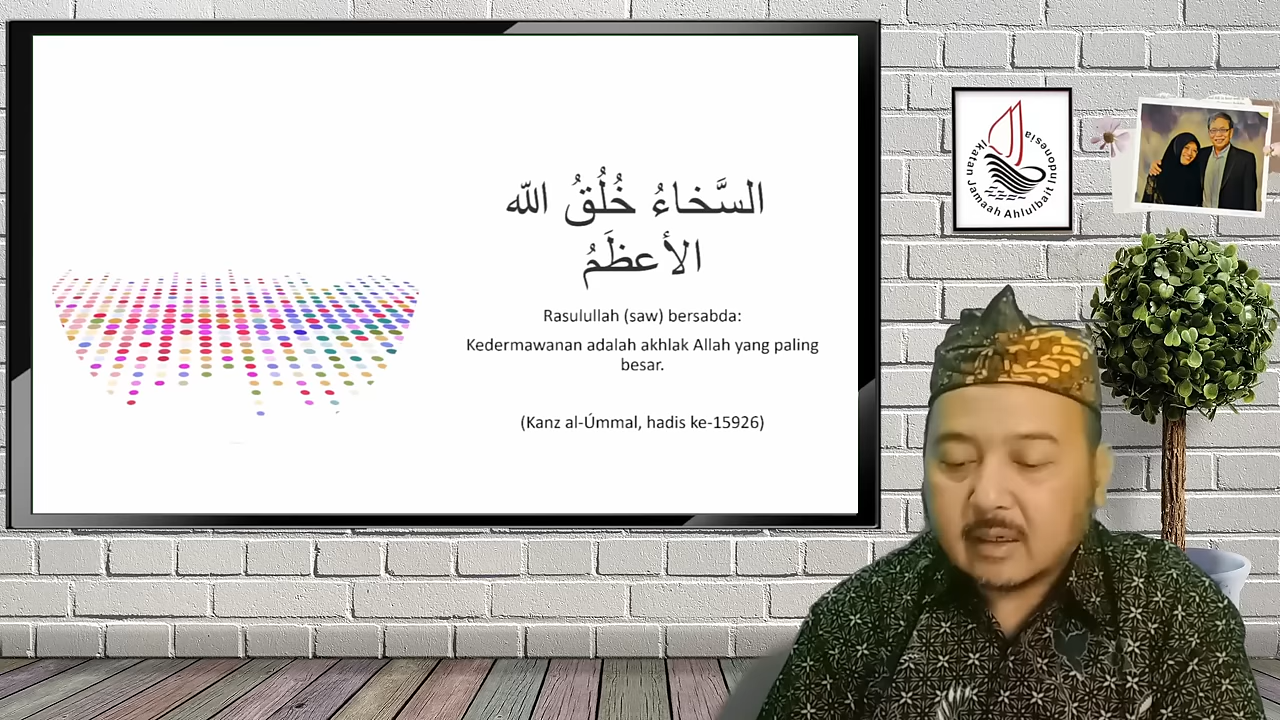 السَّخاءُ خُلُقُ اللّه
الأعظَمُ
Rasulullah (saw) bersabda:
Kedermawanan adalah akhlak Allah yang paling
besar.
(Kanz al-Úmmal, hadis ke-15926)
Ikatan Jamaah Ahlulbait Indonesia